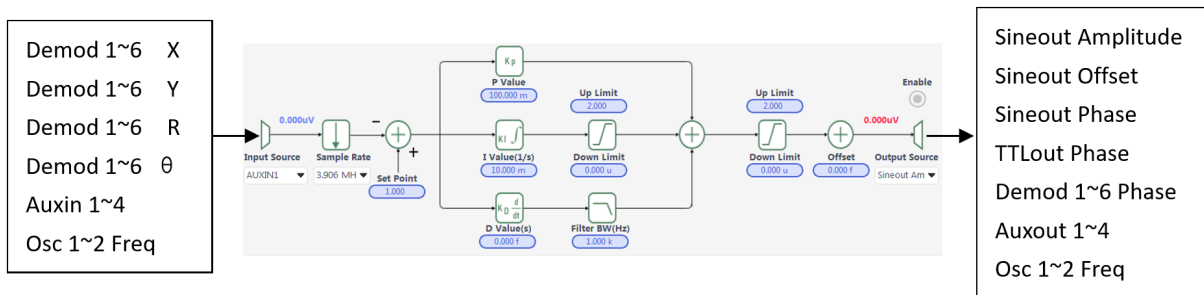 Demod 1~6 X
Demod 1~6 Y
Demod 1~6 R
Demod 1~6 θ
Auxin 1~4
Osc 1~2 Freq
0.000uV
Input Source
AUXIN1
Sample Rate
3.906 MH
−
+
Set Point
1.000
Kp
P Value
100.000 m
KI ∫
I Value(1/s)
10.000 m
Up Limit
2.000
Down Limit
0.000 u
KD d/dt
D Value(s)
0.000 f
Filter BW(Hz)
1.000 k
Up Limit
2.000
Down Limit
0.000 u
Offset
0.000 f
Enable
0.000uV
Output Source
Sineout Am
Sineout Amplitude
Sineout Offset
Sineout Phase
TTLout Phase
Demod 1~6 Phase
Auxout 1~4
Osc 1~2 Freq